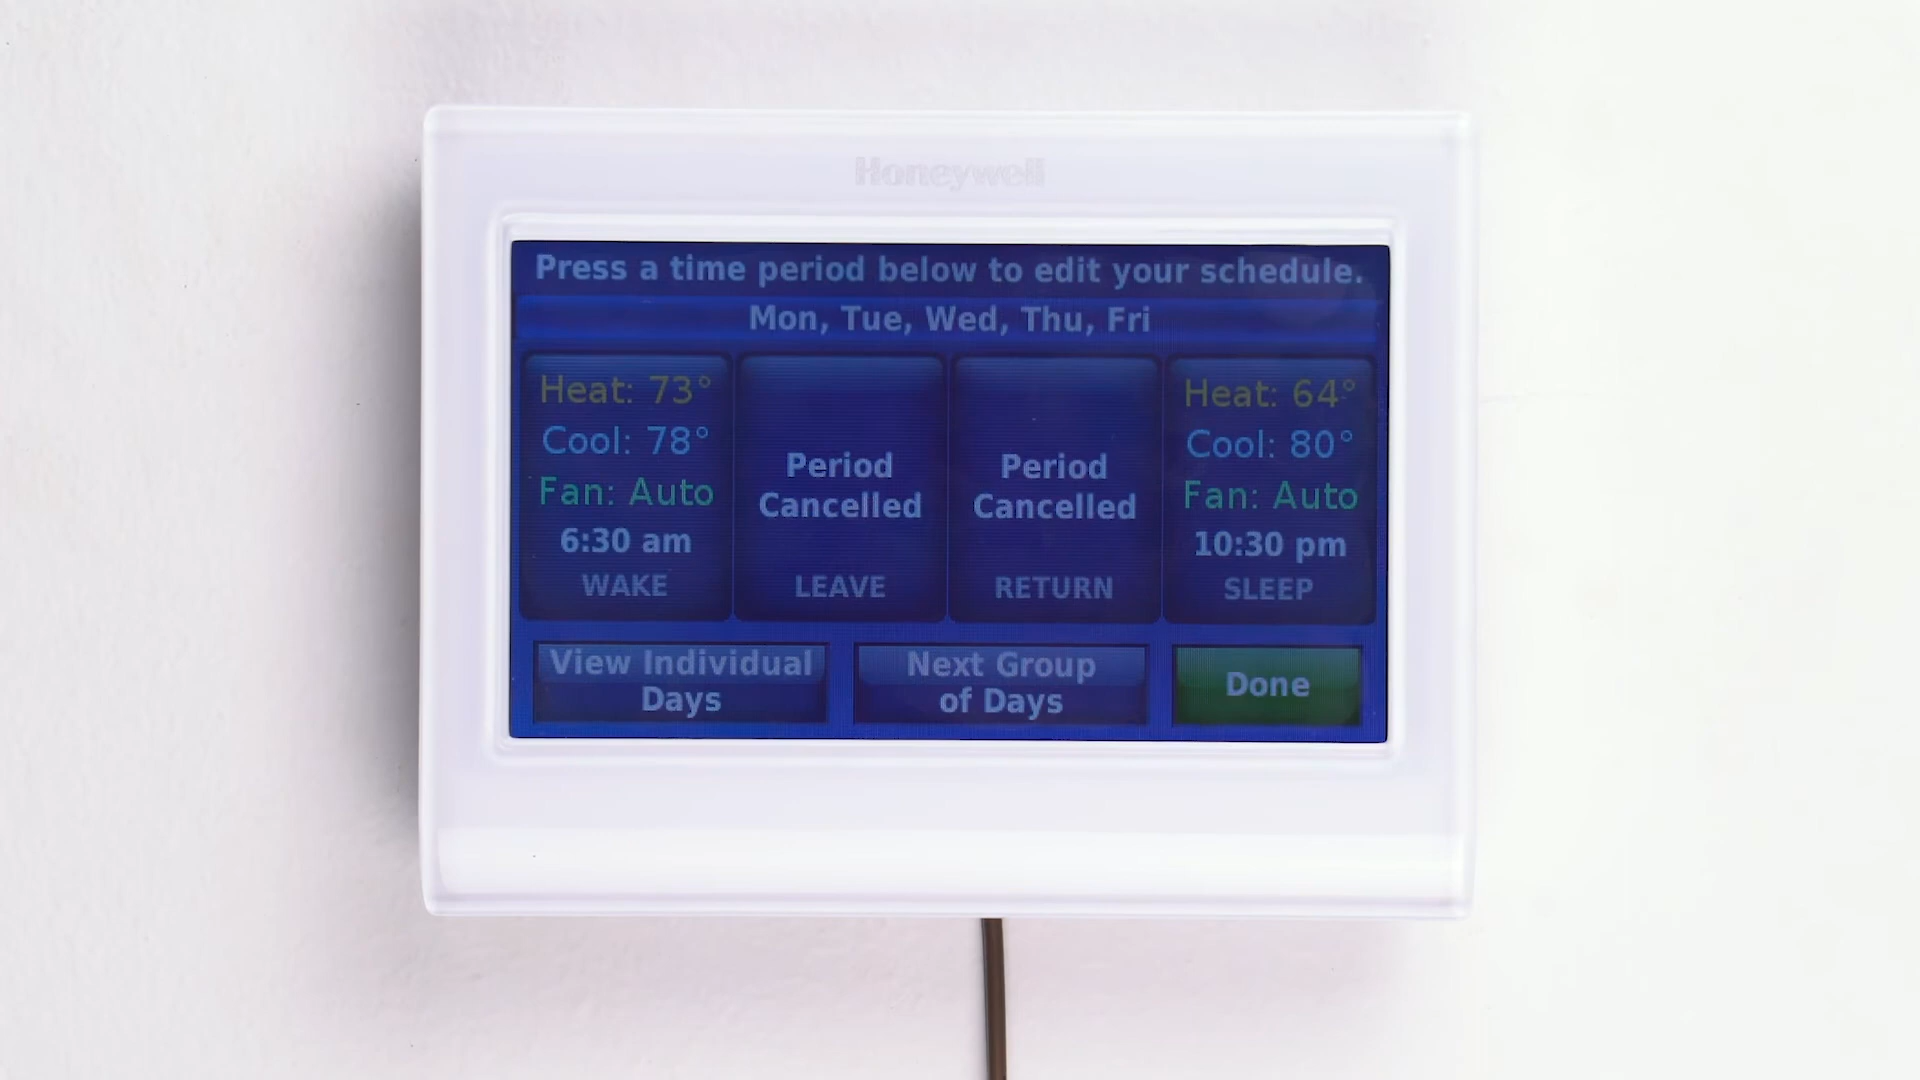 Honeywell
Press a time period below to edit your schedule.
Mon, Tue, Wed, Thu, Fri
Heat: 73°
Cool: 78°
Fan: Auto
6:30 am
WAKE
Period
Cancelled
LEAVE
Period
Cancelled
RETURN
Heat: 64°
Cool: 80°
Fan: Auto
10:30 pm
SLEEP
View Individual
Days
Next Group
of Days
Done